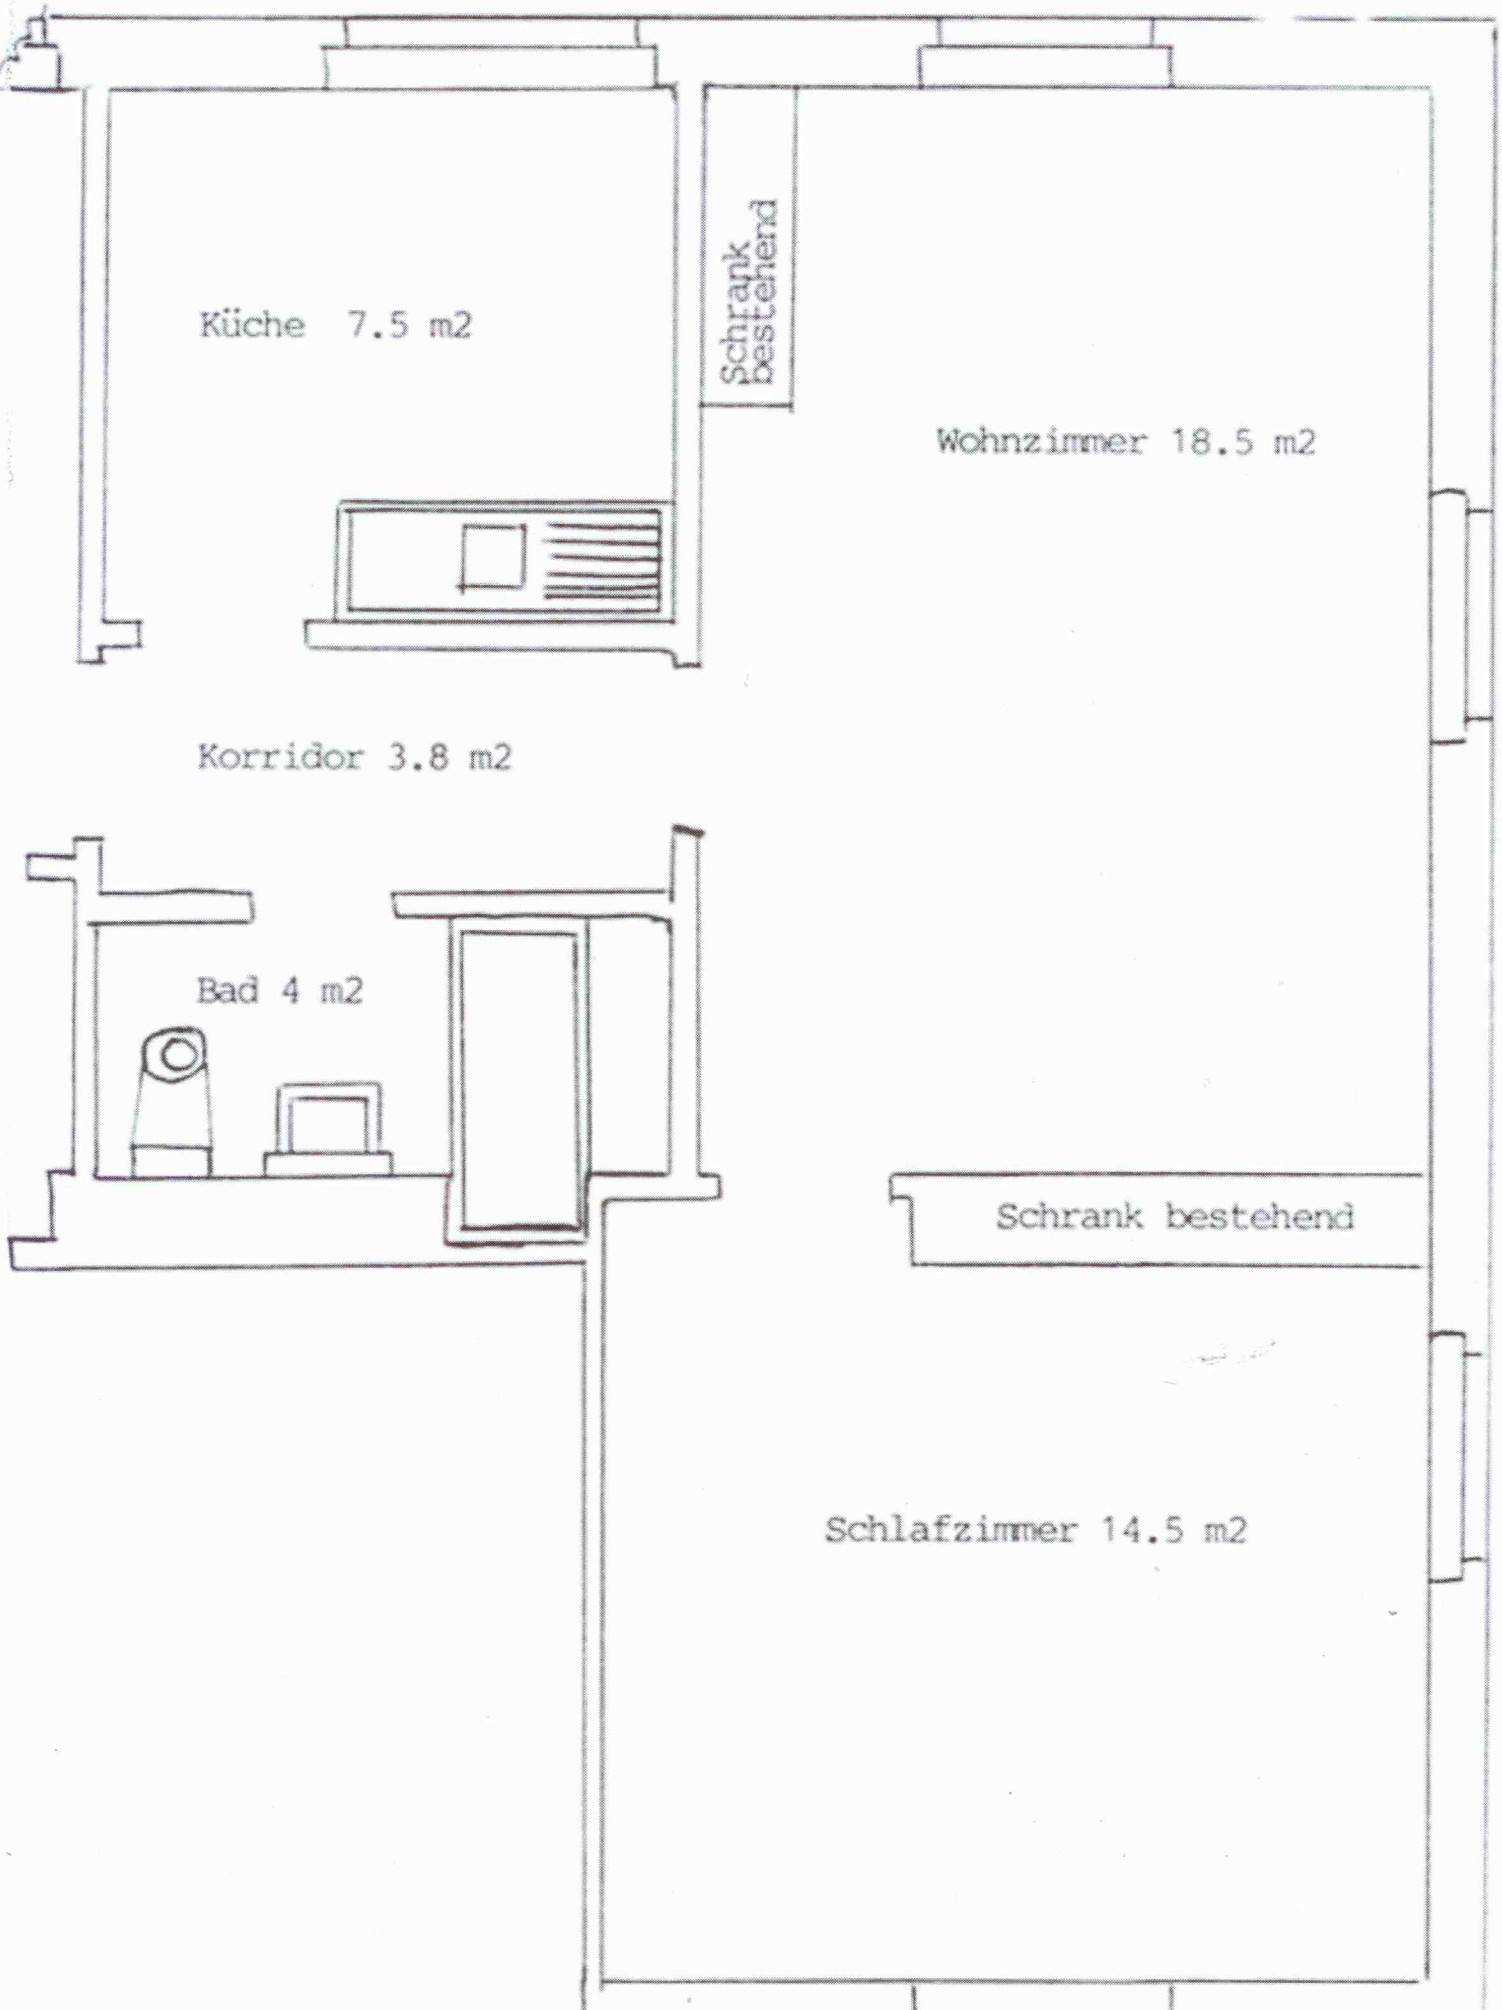 Schrank
bestehend
Küche 7.5 m2
Wohnzimmer 18.5 m2
Korridor 3.8 m2
Bad 4 m2
Schrank bestehend
Schlafzimmer 14.5 m2